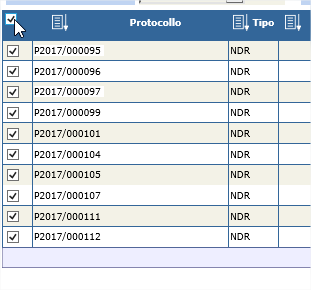 Protocollo Tipo
P2017/000095 NDR
P2017/000096 NDR
P2017/000097 NDR
P2017/000099 NDR
P2017/000101 NDR
P2017/000104 NDR
P2017/000105 NDR
P2017/000107 NDR
P2017/000111 NDR
P2017/000112 NDR